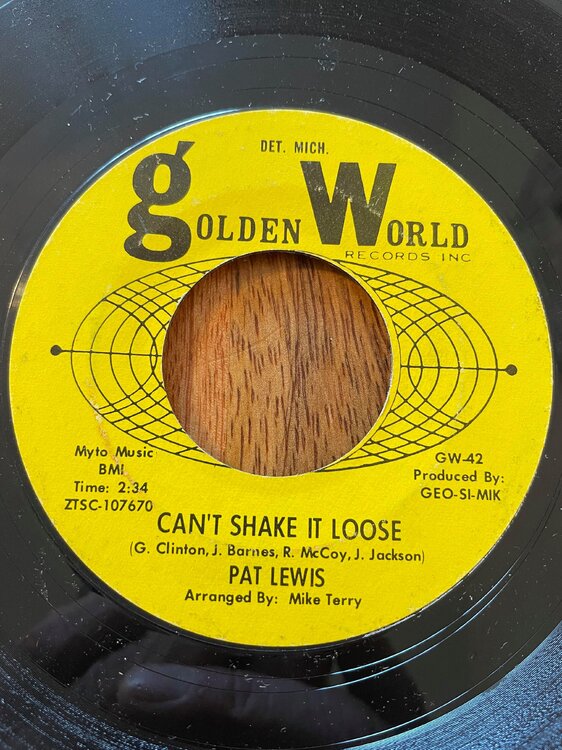 DET. MICH.
gOLDEN WORLD
RECORDS INC
Myto Music
BMI
Time: 2:34
ZTSC-107670
GW-42
Produced By:
GEO-SI-MIK
CAN'T SHAKE IT LOOSE
(G. Clinton, J. Barnes, R. McCoy, J. Jackson)
PAT LEWIS
Arranged By: Mike Terry